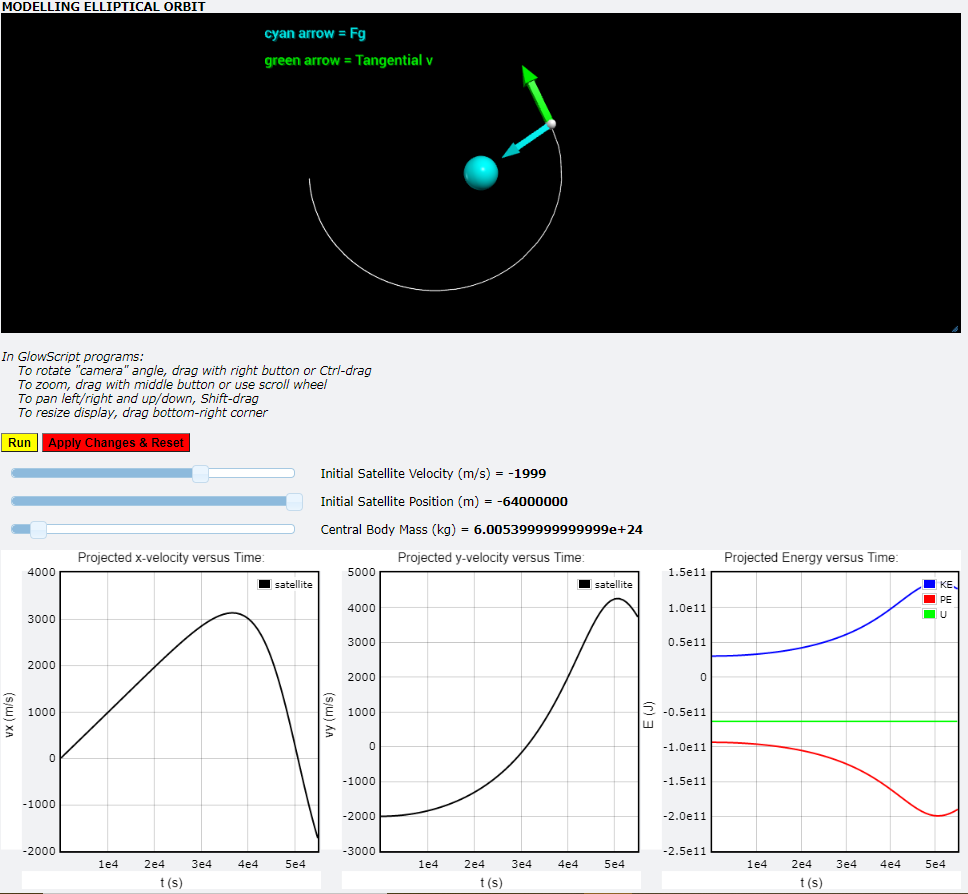 MODELLING ELLIPTICAL ORBIT
cyan arrow = Fg
green arrow = Tangential v
In GlowScript programs:
To rotate "camera" angle, drag with right button or Ctrl-drag
To zoom, drag with middle button or use scroll wheel
To pan left/right and up/down, Shift-drag
To resize display, drag bottom-right corner
Run Apply Changes & Reset
Initial Satellite Velocity (m/s) = -1999
Initial Satellite Position (m) = -64000000
Central Body Mass (kg) = 6.005399999999999e+24
Projected x-velocity versus Time:
4000
3000
2000
1000
0
-1000
-2000
satellite
vx (m/s)
1e4 2e4 3e4 4e4 5e4
t (s)
Projected y-velocity versus Time:
5000
4000
3000
2000
1000
0
-1000
-2000
-3000
satellite
vy (m/s)
1e4 2e4 3e4 4e4 5e4
t (s)
Projected Energy versus Time:
1.5e11
1.0e11
0.5e11
0
-0.5e11
-1.0e11
-1.5e11
-2.0e11
-2.5e11
KE
PE
U
E (J)
1e4 2e4 3e4 4e4 5e4
t (s)